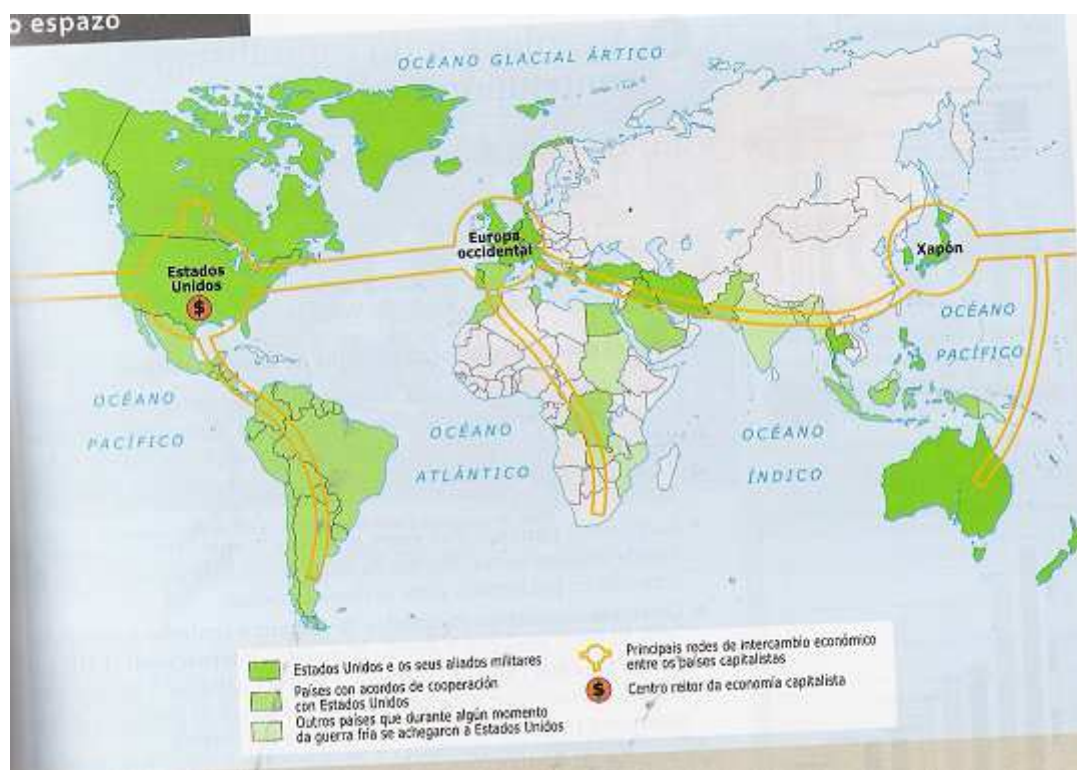 o espazo
OCÉANO GLACIAL ÁRTICO
Europa
occidental
Xapón
Estados
Unidos
$
OCÉANO
PACÍFICO
OCÉANO
PACÍFICO
OCÉANO
ATLÁNTICO
OCÉANO
ÍNDICO
Estados Unidos e os seus aliados militares
Países con acordos de cooperación
con Estados Unidos
Outros países que durante algún momento
da guerra fría se achegaron a Estados Unidos
Principais redes de intercambio económico
entre os países capitalistas
$
Centro reitor da economía capitalista